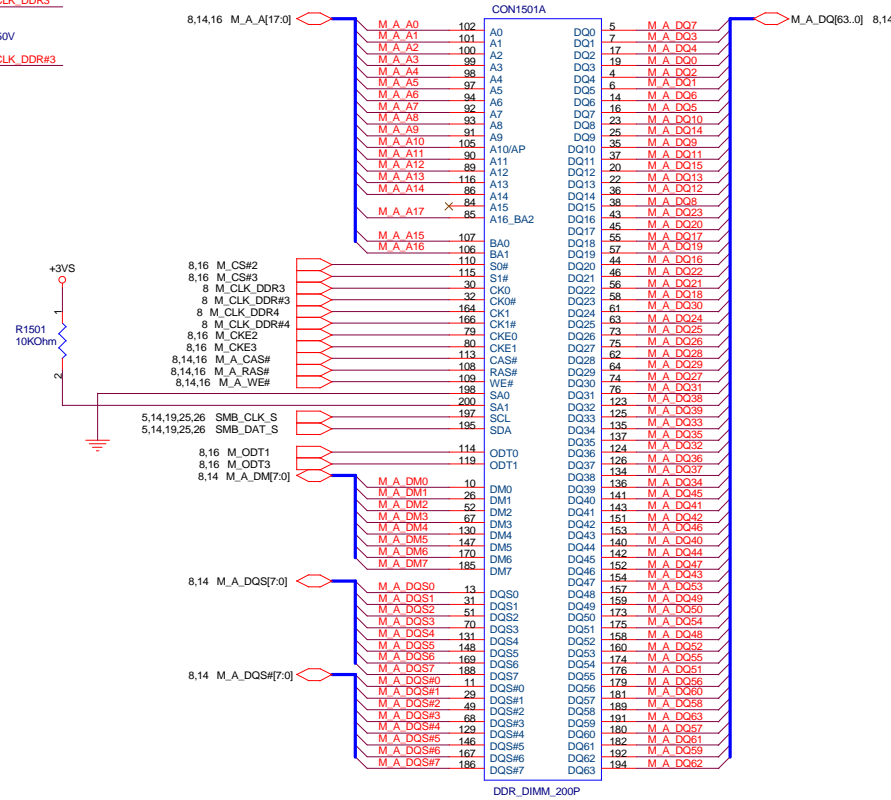 CLK_DDR3
50V
CLK_DDR#3
+3VS
1
R1501
10KOhm
2
CON1501A
8,14,16 M_A_A[17:0]
M_A_A0 102 A0
M_A_A1 101 A1
M_A_A2 100 A2
M_A_A3 99 A3
M_A_A4 98 A4
M_A_A5 97 A5
M_A_A6 94 A6
M_A_A7 92 A7
M_A_A8 93 A8
M_A_A9 91 A9
M_A_A10 105 A10/AP
M_A_A11 90 A11
M_A_A12 89 A12
M_A_A13 116 A13
M_A_A14 86 A14
84 A15
M_A_A17 85 A16_BA2
M_A_A15 107 BA0
M_A_A16 106 BA1
8,16 M_CS#2 110 S0#
8,16 M_CS#3 115 S1#
8 M_CLK_DDR3 30 CK0
8 M_CLK_DDR#3 32 CK0#
8 M_CLK_DDR4 164 CK1
8 M_CLK_DDR#4 166 CK1#
8,16 M_CKE2 79 CKE0
8,16 M_CKE3 80 CKE1
8,14,16 M_A_CAS# 113 CAS#
8,14,16 M_A_RAS# 108 RAS#
8,14,16 M_A_WE# 109 WE#
198 SA0
200 SA1
5,14,19,25,26 SMB_CLK_S 197 SCL
5,14,19,25,26 SMB_DAT_S 195 SDA
8,16 M_ODT1 114 ODT0
8,16 M_ODT3 119 ODT1
8,14 M_A_DM[7:0]
M_A_DM0 10 DM0
M_A_DM1 26 DM1
M_A_DM2 52 DM2
M_A_DM3 67 DM3
M_A_DM4 130 DM4
M_A_DM5 147 DM5
M_A_DM6 170 DM6
M_A_DM7 185 DM7
8,14 M_A_DQS[7:0]
M_A_DQS0 13 DQS0
M_A_DQS1 31 DQS1
M_A_DQS2 51 DQS2
M_A_DQS3 70 DQS3
M_A_DQS4 131 DQS4
M_A_DQS5 148 DQS5
M_A_DQS6 169 DQS6
M_A_DQS7 188 DQS7
8,14 M_A_DQS#[7:0]
M_A_DQS#0 11 DQS#0
M_A_DQS#1 29 DQS#1
M_A_DQS#2 49 DQS#2
M_A_DQS#3 68 DQS#3
M_A_DQS#4 129 DQS#4
M_A_DQS#5 146 DQS#5
M_A_DQS#6 167 DQS#6
M_A_DQS#7 186 DQS#7
M_A_DQ[63..0] 8,14
DQ0 5 M_A_DQ7
DQ1 7 M_A_DQ3
DQ2 17 M_A_DQ4
DQ3 19 M_A_DQ0
DQ4 4 M_A_DQ2
DQ5 6 M_A_DQ1
DQ6 14 M_A_DQ6
DQ7 16 M_A_DQ5
DQ8 23 M_A_DQ10
DQ9 25 M_A_DQ14
DQ10 35 M_A_DQ9
DQ11 37 M_A_DQ11
DQ12 20 M_A_DQ15
DQ13 22 M_A_DQ13
DQ14 36 M_A_DQ12
DQ15 38 M_A_DQ8
DQ16 43 M_A_DQ23
DQ17 45 M_A_DQ20
DQ18 55 M_A_DQ17
DQ19 57 M_A_DQ19
DQ20 44 M_A_DQ16
DQ21 46 M_A_DQ22
DQ22 56 M_A_DQ21
DQ23 58 M_A_DQ18
DQ24 61 M_A_DQ30
DQ25 63 M_A_DQ24
DQ26 73 M_A_DQ25
DQ27 75 M_A_DQ26
DQ28 62 M_A_DQ28
DQ29 64 M_A_DQ29
DQ30 74 M_A_DQ27
DQ31 76 M_A_DQ31
DQ32 123 M_A_DQ38
DQ33 125 M_A_DQ39
DQ34 135 M_A_DQ33
DQ35 137 M_A_DQ35
DQ36 124 M_A_DQ32
DQ37 126 M_A_DQ36
DQ38 134 M_A_DQ37
DQ39 136 M_A_DQ34
DQ40 141 M_A_DQ45
DQ41 143 M_A_DQ41
DQ42 151 M_A_DQ42
DQ43 153 M_A_DQ46
DQ44 140 M_A_DQ40
DQ45 142 M_A_DQ44
DQ46 152 M_A_DQ47
DQ47 154 M_A_DQ43
DQ48 157 M_A_DQ53
DQ49 159 M_A_DQ49
DQ50 173 M_A_DQ50
DQ51 175 M_A_DQ54
DQ52 158 M_A_DQ48
DQ53 160 M_A_DQ52
DQ54 174 M_A_DQ55
DQ55 176 M_A_DQ51
DQ56 179 M_A_DQ56
DQ57 181 M_A_DQ60
DQ58 189 M_A_DQ58
DQ59 191 M_A_DQ63
DQ60 180 M_A_DQ57
DQ61 182 M_A_DQ61
DQ62 192 M_A_DQ59
DQ63 194 M_A_DQ62
DDR_DIMM_200P